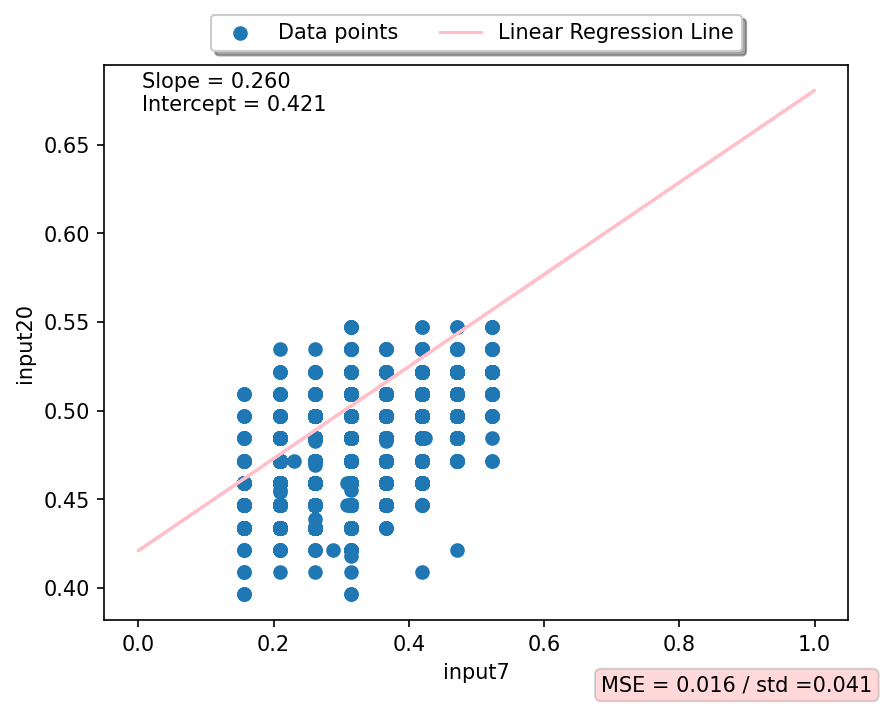 Data points
Linear Regression Line
Slope = 0.260
Intercept = 0.421
0.65
0.60
0.55
0.50
0.45
0.40
input20
0.0 0.2 0.4 0.6 0.8 1.0
input7
MSE = 0.016 / std =0.041